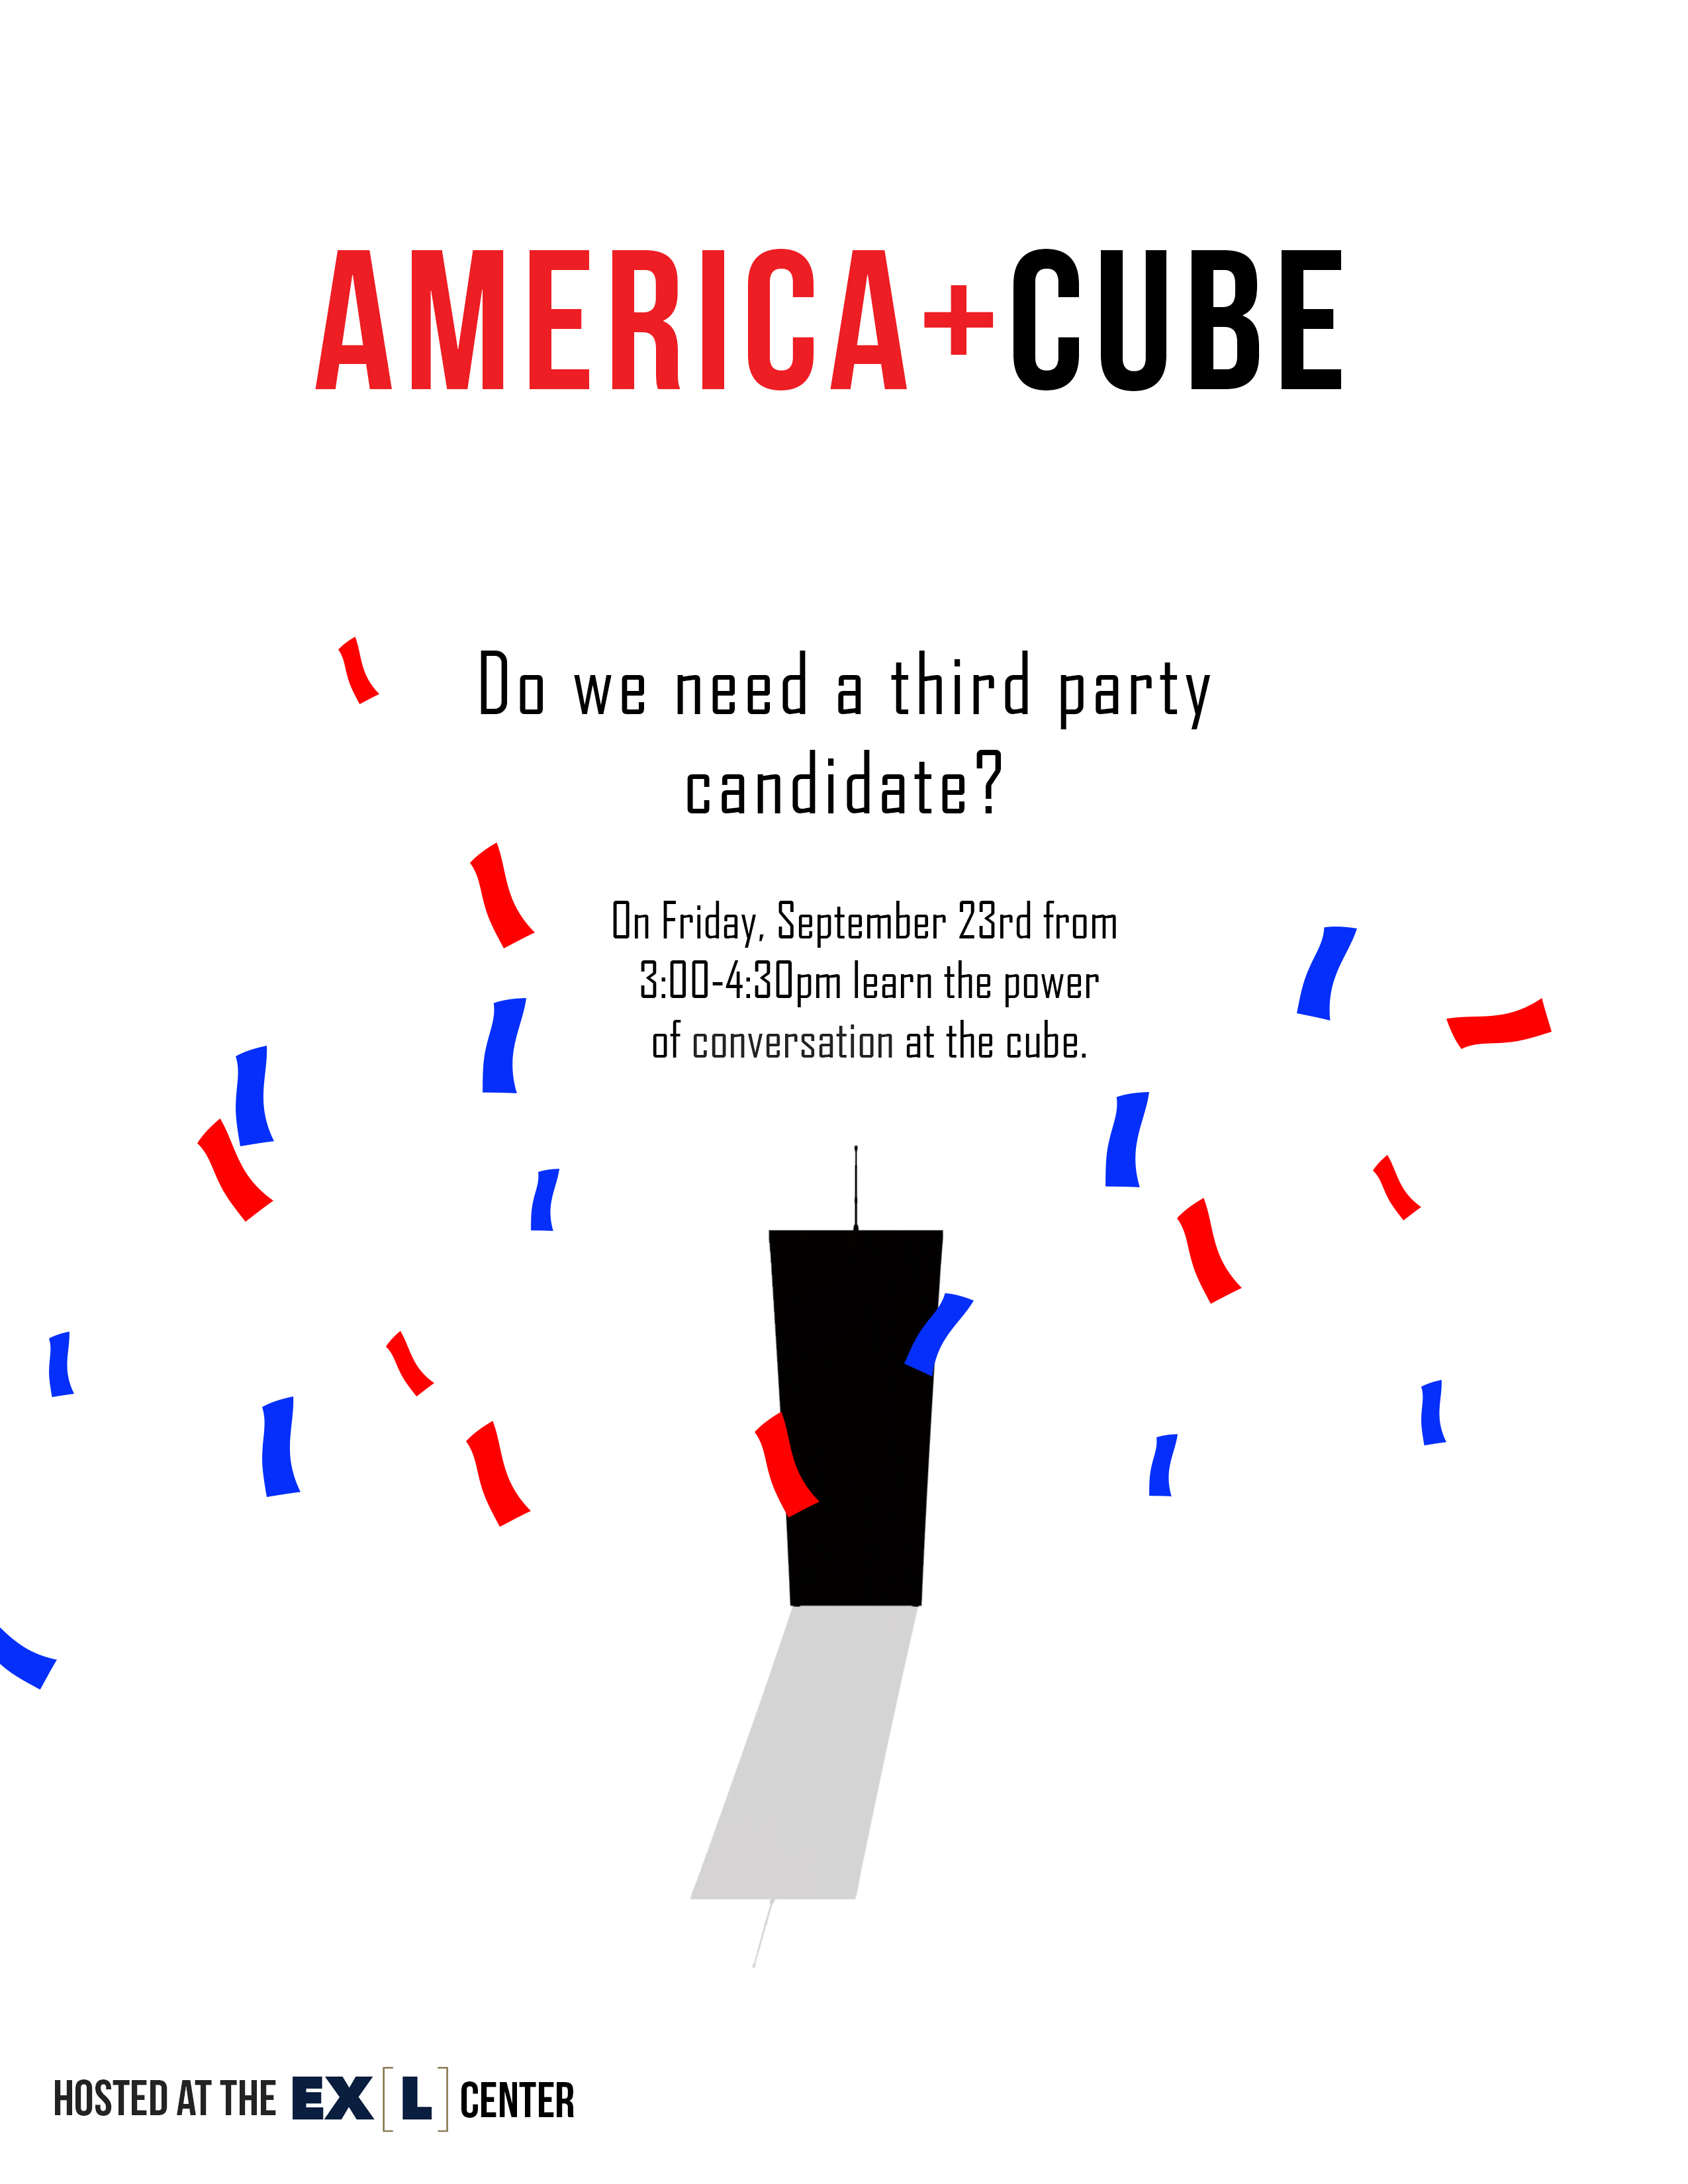 AMERICA+CUBE
Do we need a third party
candidate?
On Friday, September 23rd from
3:00-4:30pm learn the power
of conversation at the cube.
HOSTED AT THE EX[L] CENTER